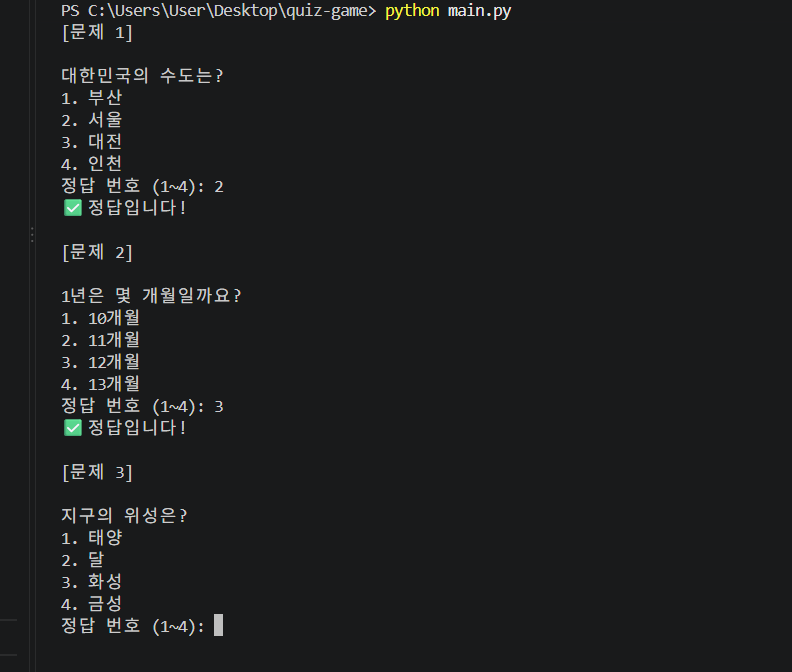 PS C:\Users\User\Desktop\quiz-game> python main.py
[문제 1]
대한민국의 수도는?
1. 부산
2. 서울
3. 대전
4. 인천
정답 번호 (1~4): 2
✅ 정답입니다!
[문제 2]
1년은 몇 개월일까요?
1. 10개월
2. 11개월
3. 12개월
4. 13개월
정답 번호 (1~4): 3
✅ 정답입니다!
[문제 3]
지구의 위성은?
1. 태양
2. 달
3. 화성
4. 금성
정답 번호 (1~4):